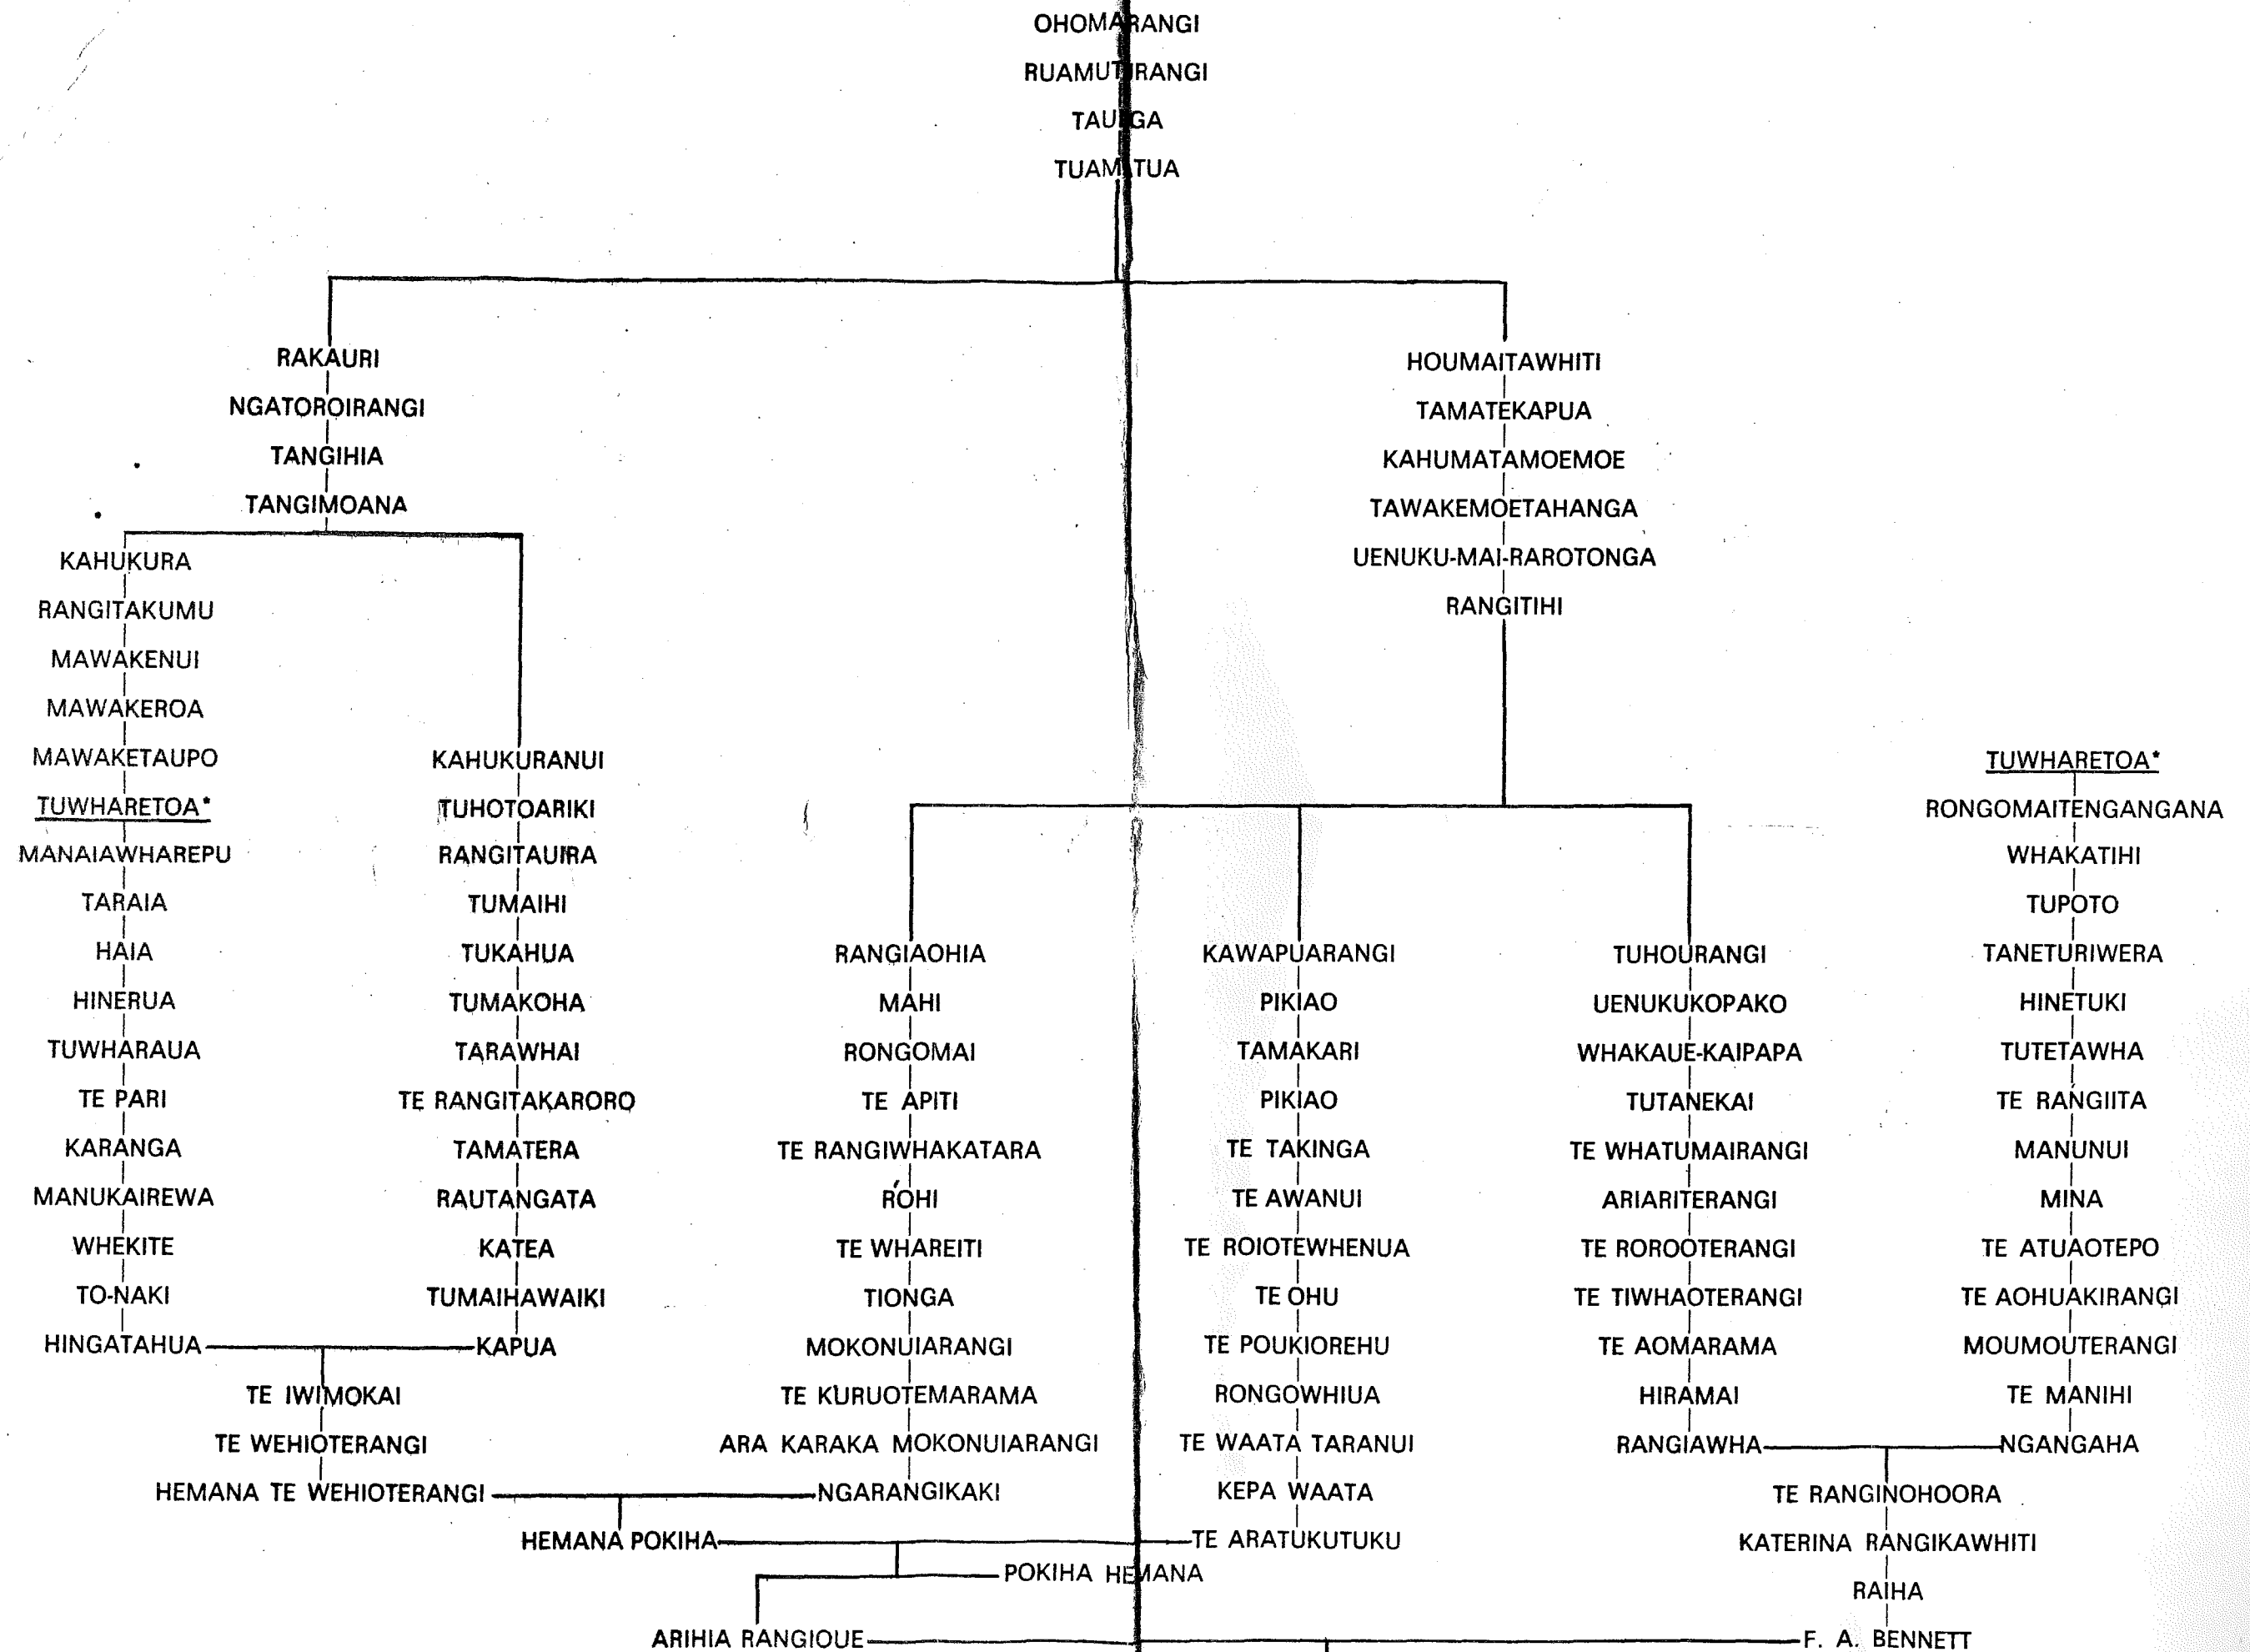 OHOMARANGI
RUAMUTURANGI
TAUNGA
TUAMATUA
RAKAURI
NGATOROIRANGI
TANGIHIA
TANGIMOANA
KAHUKURA
RANGITAKUMU
MAWAKENUI
MAWAKEROA
MAWAKETAUPO
TUWHARETOA*
MANAIAWHAREPU
TARAIA
HAIA
HINERUA
TUWHARAUA
TE PARI
KARANGA
MANUKAIREWA
WHEKITE
TO-NAKI
HINGATAHUA
KAHUKURANUI
TUHOTOARIKI
RANGITAUIRA
TUMAIHI
TUKAHUA
TUMAKOHA
TARAWHAI
TE RANGITAKARORO
TAMATERA
RAUTANGATA
KATEA
TUMAIHAWAIKI
KAPUA
TE IWIMOKAI
TE WEHIOTERANGI
HEMANA TE WEHIOTERANGI
HOUMAITAWHITI
TAMATEKAPUA
KAHUMATAMOEMOE
TAWAKEMOETAHANGA
UENUKU-MAI-RAROTONGA
RANGITIHI
RANGIAOHIA
MAHI
RONGOMAI
TE APITI
TE RANGIWHAKATARA
ROHI
TE WHAREITI
TIONGA
MOKONUIARANGI
TE KURUOTEMARAMA
ARA KARAKA MOKONUIARANGI
NGARANGIKAKI
HEMANA POKIHA
KAWAPUARANGI
PIKIAO
TAMAKARI
PIKIAO
TE TAKINGA
TE AWANUI
TE ROIOTEWHENUA
TE OHU
TE POUKIOREHU
RONGOWHIUA
TE WAATA TARANUI
KEPA WAATA
TE ARATUKUTUKU
POKIHA HEMANA
ARIHIA RANGIOUE
TUHOURANGI
UENUKUKOPAKO
WHAKAUE-KAIPAPA
TUTANEKAI
TE WHATUMAIRANGI
ARIARITERANGI
TE ROROOTERANGI
TE TIWHAOTERANGI
TE AOMARAMA
HIRAMAI
RANGIAWHA
TUWHARETOA*
RONGOMAITENGANGANA
WHAKATIHI
TUPOTO
TANETURIWERA
HINETUKI
TUTETAWHA
TE RANGIITA
MANUNUI
MINA
TE ATUAOTEPO
TE AOHUAKIRANGI
MOUMOUTERANGI
TE MANIHI
NGANGAHA
TE RANGINOHOORA
KATERINA RANGIKAWHITI
RAIHA
F. A. BENNETT